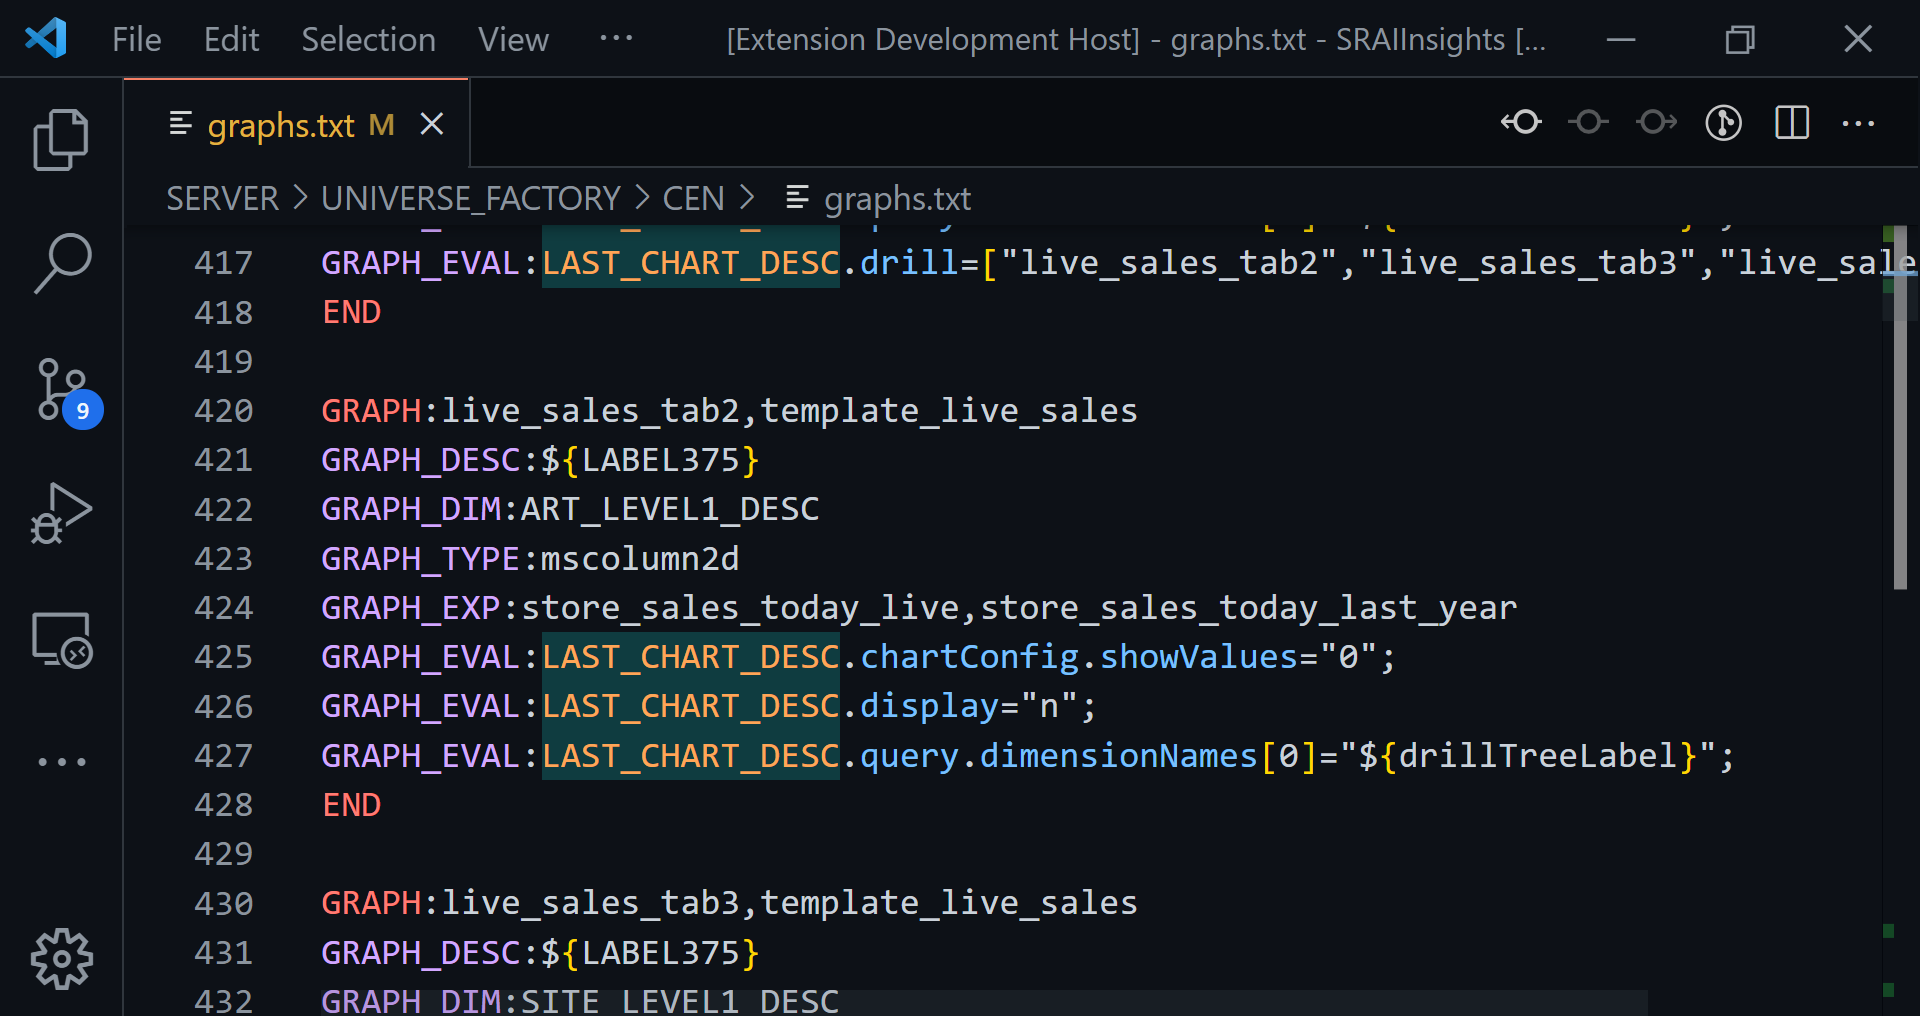 File Edit Selection View ··· [Extension Development Host] - graphs.txt - SRAIInsights [...
graphs.txt M
SERVER > UNIVERSE_FACTORY > CEN > graphs.txt
417 GRAPH_EVAL:LAST_CHART_DESC.drill=["live_sales_tab2","live_sales_tab3","live_sale
418 END
419
420 GRAPH:live_sales_tab2,template_live_sales
421 GRAPH_DESC:${LABEL375}
422 GRAPH_DIM:ART_LEVEL1_DESC
423 GRAPH_TYPE:mscolumn2d
424 GRAPH_EXP:store_sales_today_live,store_sales_today_last_year
425 GRAPH_EVAL:LAST_CHART_DESC.chartConfig.showValues="0";
426 GRAPH_EVAL:LAST_CHART_DESC.display="n";
427 GRAPH_EVAL:LAST_CHART_DESC.query.dimensionNames[0]="${drillTreeLabel}";
428 END
429
430 GRAPH:live_sales_tab3,template_live_sales
431 GRAPH_DESC:${LABEL375}
432 GRAPH_DIM:SITE_LEVEL1_DESC
9